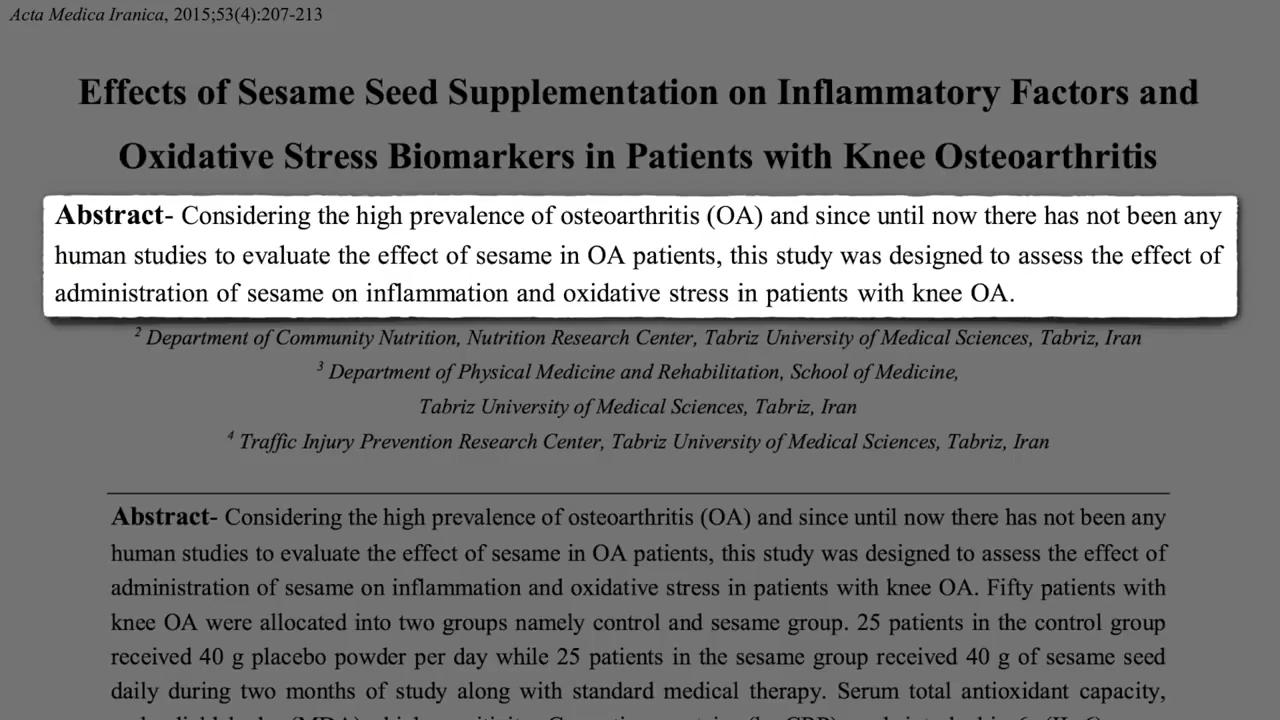 Acta Medica Iranica, 2015;53(4):207-213
Effects of Sesame Seed Supplementation on Inflammatory Factors and
Oxidative Stress Biomarkers in Patients with Knee Osteoarthritis
Abstract- Considering the high prevalence of osteoarthritis (OA) and since until now there has not been any
human studies to evaluate the effect of sesame in OA patients, this study was designed to assess the effect of
administration of sesame on inflammation and oxidative stress in patients with knee OA.
2 Department of Community Nutrition, Nutrition Research Center, Tabriz University of Medical Sciences, Tabriz, Iran
3 Department of Physical Medicine and Rehabilitation, School of Medicine,
Tabriz University of Medical Sciences, Tabriz, Iran
4 Traffic Injury Prevention Research Center, Tabriz University of Medical Sciences, Tabriz, Iran
Abstract- Considering the high prevalence of osteoarthritis (OA) and since until now there has not been any
human studies to evaluate the effect of sesame in OA patients, this study was designed to assess the effect of
administration of sesame on inflammation and oxidative stress in patients with knee OA. Fifty patients with
knee OA were allocated into two groups namely control and sesame group. 25 patients in the control group
received 40 g placebo powder per day while 25 patients in the sesame group received 40 g of sesame seed
daily during two months of study along with standard medical therapy. Serum total antioxidant capacity,